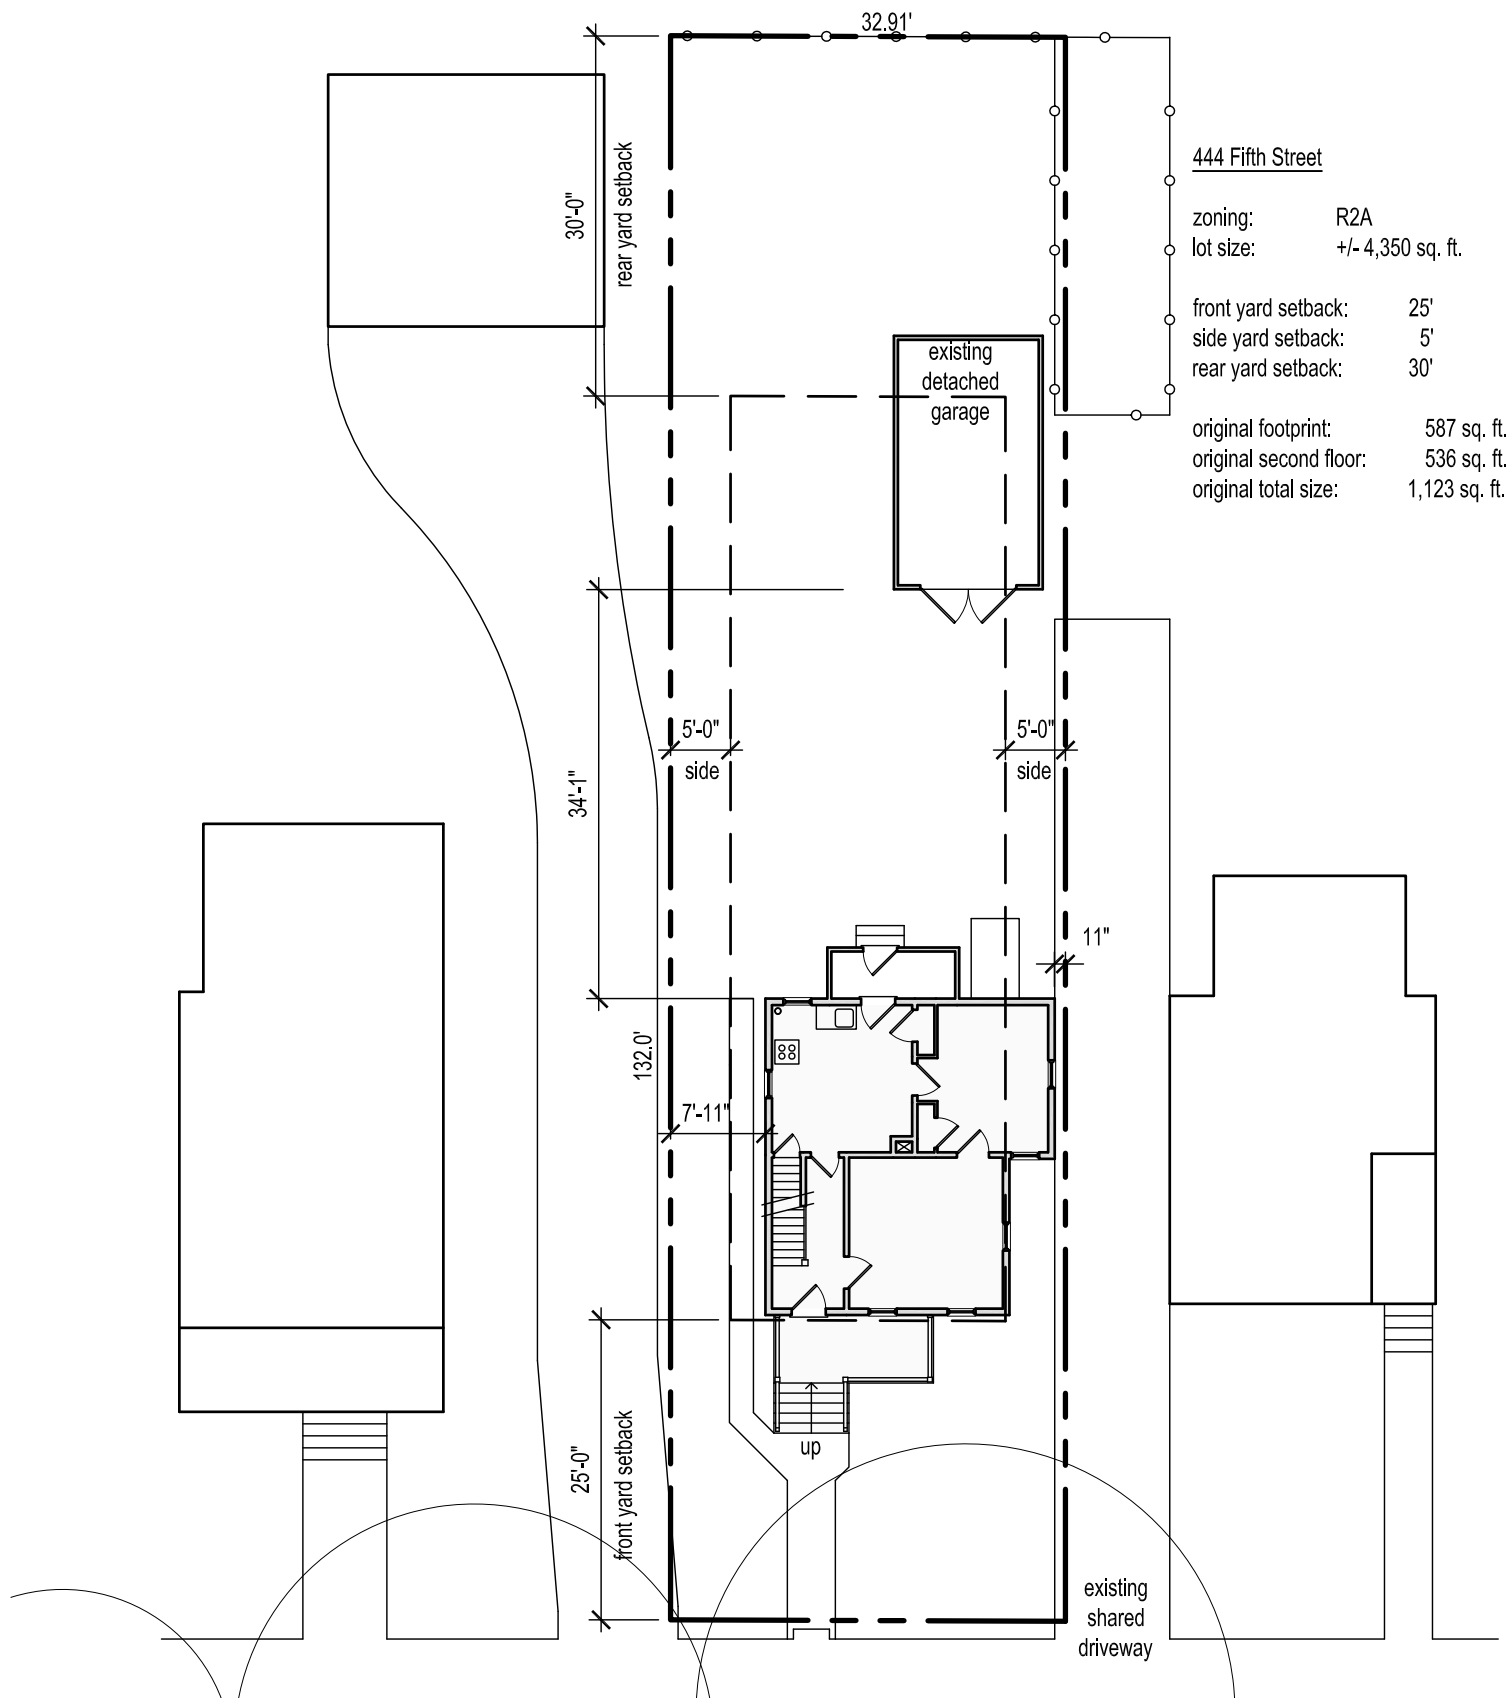 32.91'
30'-0"
rear yard setback
444 Fifth Street
zoning: R2A
lot size: +/- 4,350 sq. ft.
front yard setback: 25'
side yard setback: 5'
rear yard setback: 30'
original footprint: 587 sq. ft.
original second floor: 536 sq. ft.
original total size: 1,123 sq. ft.
existing
detached
garage
5'-0"
side
5'-0"
side
34'-1"
11"
132.0'
7'-11"
up
25'-0"
front yard setback
existing
shared
driveway